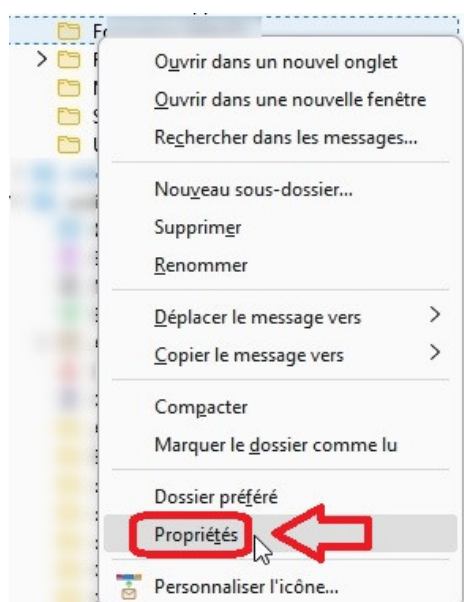 Ouvrir dans un nouvel onglet
Ouvrir dans une nouvelle fenêtre
Rechercher dans les messages...
Nouveau sous-dossier...
Supprimer
Renommer
Déplacer le message vers
Copier le message vers
Compacter
Marquer le dossier comme lu
Dossier préféré
Propriétés
Personnaliser l'icône...